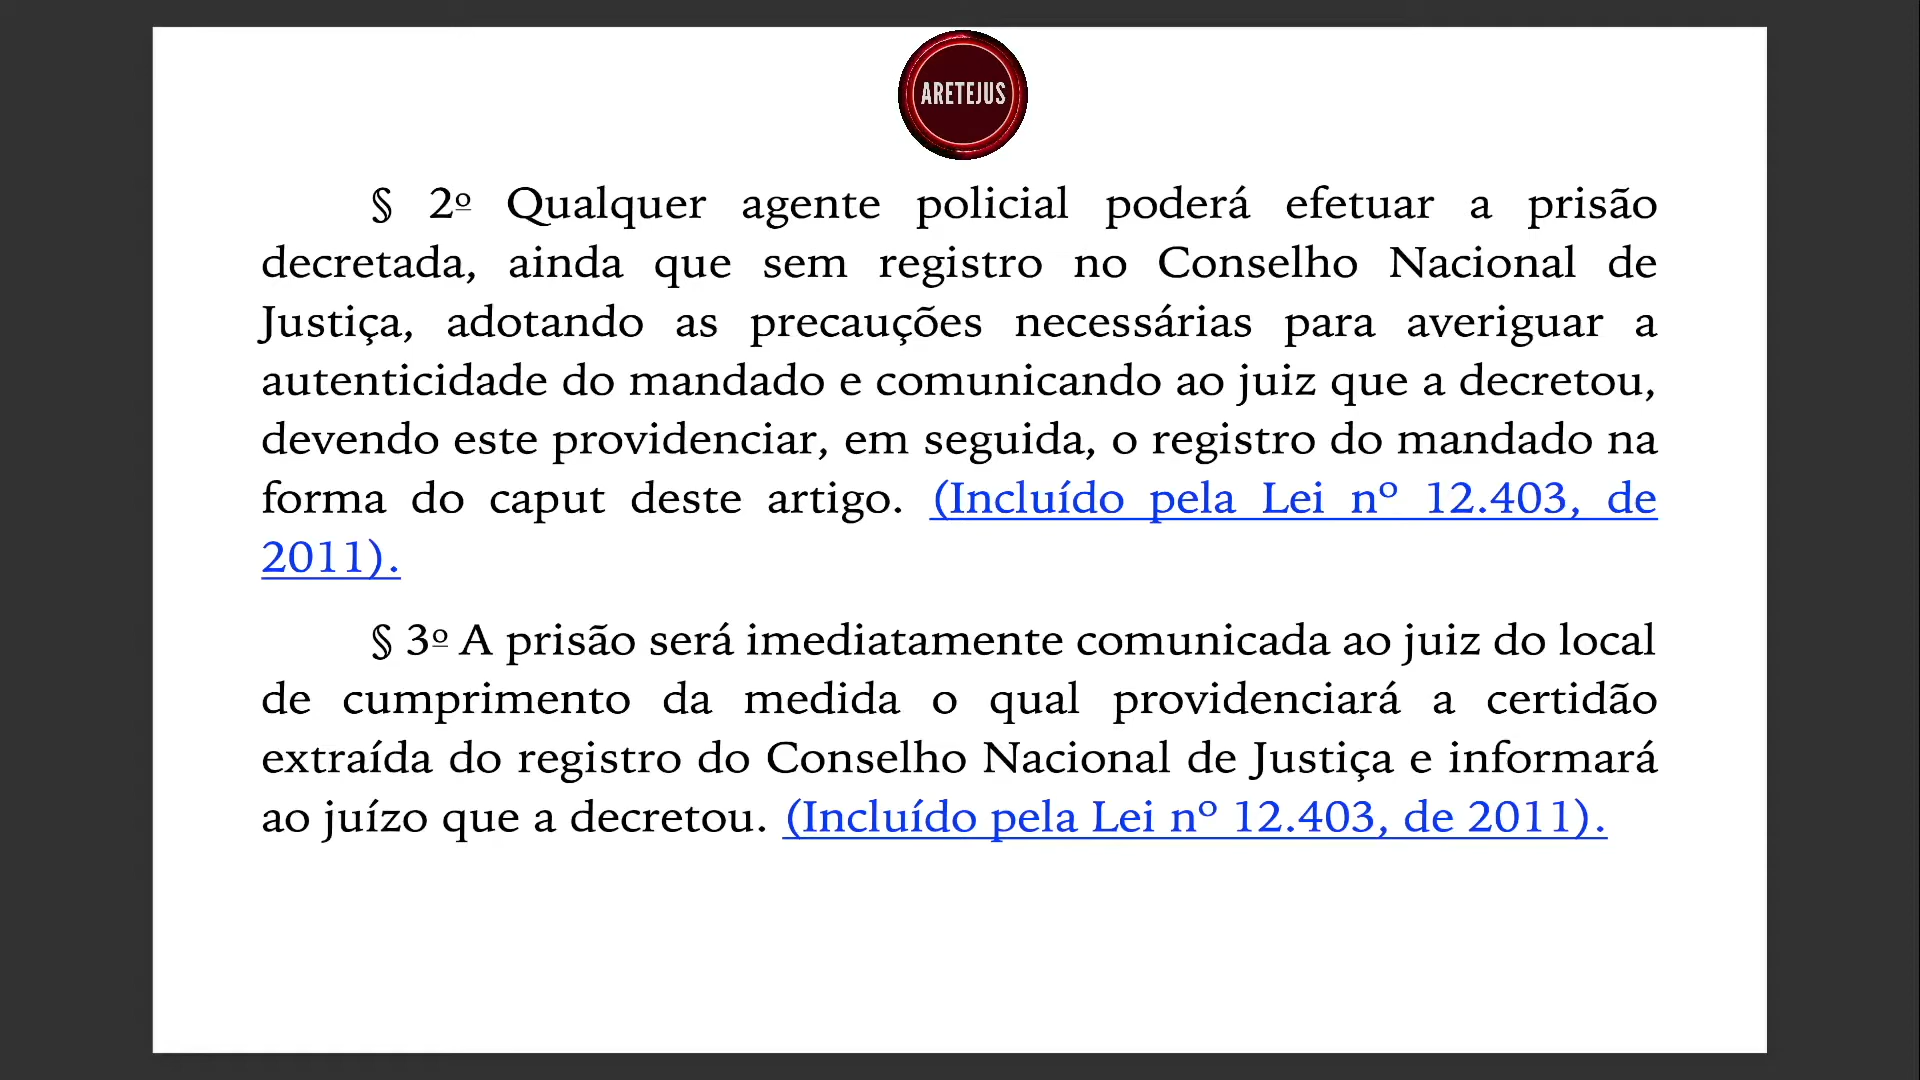 ARETEJUS
§ 2º Qualquer agente policial poderá efetuar a prisão
decretada, ainda que sem registro no Conselho Nacional de
Justiça, adotando as precauções necessárias para averiguar a
autenticidade do mandado e comunicando ao juiz que a decretou,
devendo este providenciar, em seguida, o registro do mandado na
forma do caput deste artigo. (Incluído pela Lei nº 12.403, de
2011).
§ 3º A prisão será imediatamente comunicada ao juiz do local
de cumprimento da medida o qual providenciará a certidão
extraída do registro do Conselho Nacional de Justiça e informará
ao juízo que a decretou. (Incluído pela Lei nº 12.403, de 2011).